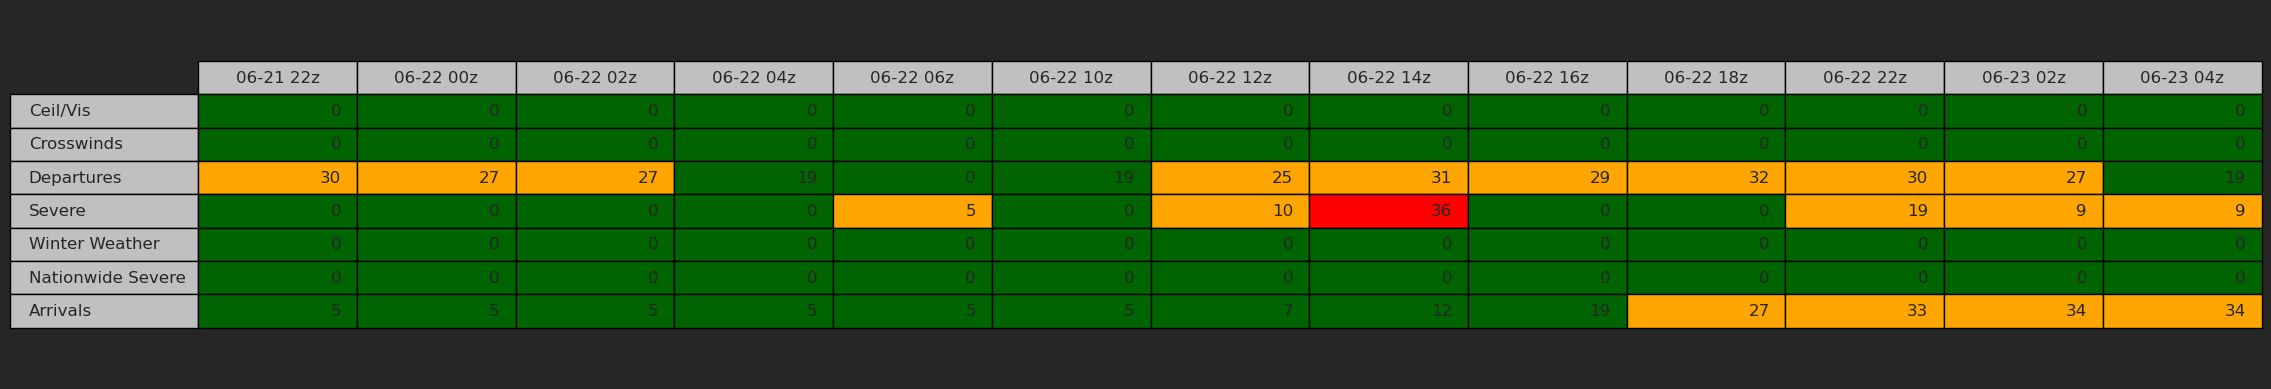 06-21 22z 06-22 00z 06-22 02z 06-22 04z 06-22 06z 06-22 10z 06-22 12z 06-22 14z 06-22 16z 06-22 18z 06-22 22z 06-23 02z 06-23 04z
Ceil/Vis 0 0 0 0 0 0 0 0 0 0 0 0 0
Crosswinds 0 0 0 0 0 0 0 0 0 0 0 0 0
Departures 30 27 27 19 0 19 25 31 29 32 30 27 19
Severe 0 0 0 0 5 0 10 36 0 0 19 9 9
Winter Weather 0 0 0 0 0 0 0 0 0 0 0 0 0
Nationwide Severe 0 0 0 0 0 0 0 0 0 0 0 0 0
Arrivals 5 5 5 5 5 5 7 12 19 27 33 34 34